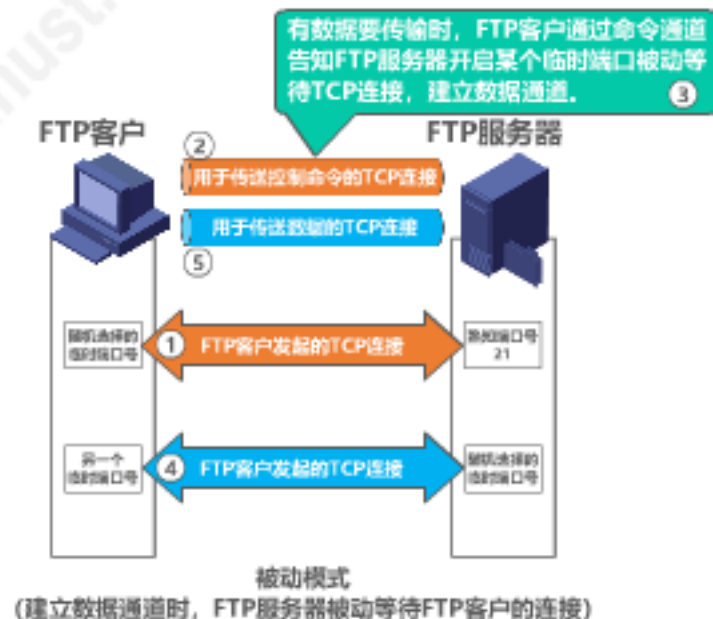 有数据要传输时，FTP客户通过命令通道
告知FTP服务器开启某个临时端口被动等
待TCP连接，建立数据通道。 ③
FTP客户
FTP服务器
②
用于传送控制命令的TCP连接
用于传送数据的TCP连接
⑤
随机选择的
临时端口号
① FTP客户发起的TCP连接
熟知端口号
21
另一个
临时端口号
④ FTP客户发起的TCP连接
随机选择的
临时端口号
被动模式
(建立数据通道时，FTP服务器被动等待FTP客户的连接)